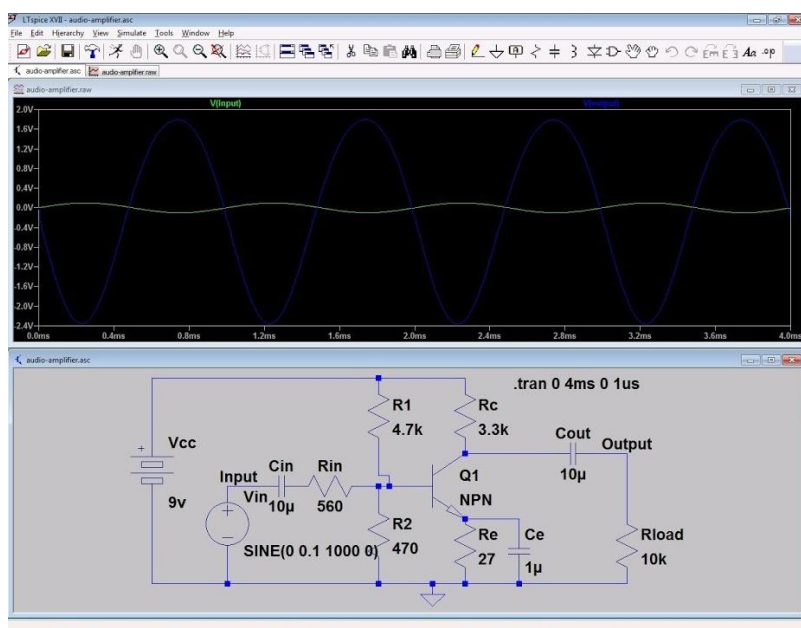 LTspice XVII - audio-amplifier.asc
File Edit Hierarchy View Simulate Tools Window Help
audio-amplifier.asc audio-amplifier.raw
audio-amplifier.raw
V(input) V(output)
2.0V
1.6V
1.2V
0.8V
0.4V
0.0V
-0.4V
-0.8V
-1.2V
-1.6V
-2.0V
-2.4V
0.0ms 0.4ms 0.8ms 1.2ms 1.6ms 2.0ms 2.4ms 2.8ms 3.2ms 3.6ms 4.0ms
audio-amplifier.asc
.tran 0 4ms 0 1us
R1
4.7k
Rc
3.3k
Vcc
9v
Cout
10µ
Output
Input
Vin
Cin
10µ
Rin
560
Q1
NPN
SINE(0 0.1 1000 0)
R2
470
Re
27
Ce
1µ
Rload
10k